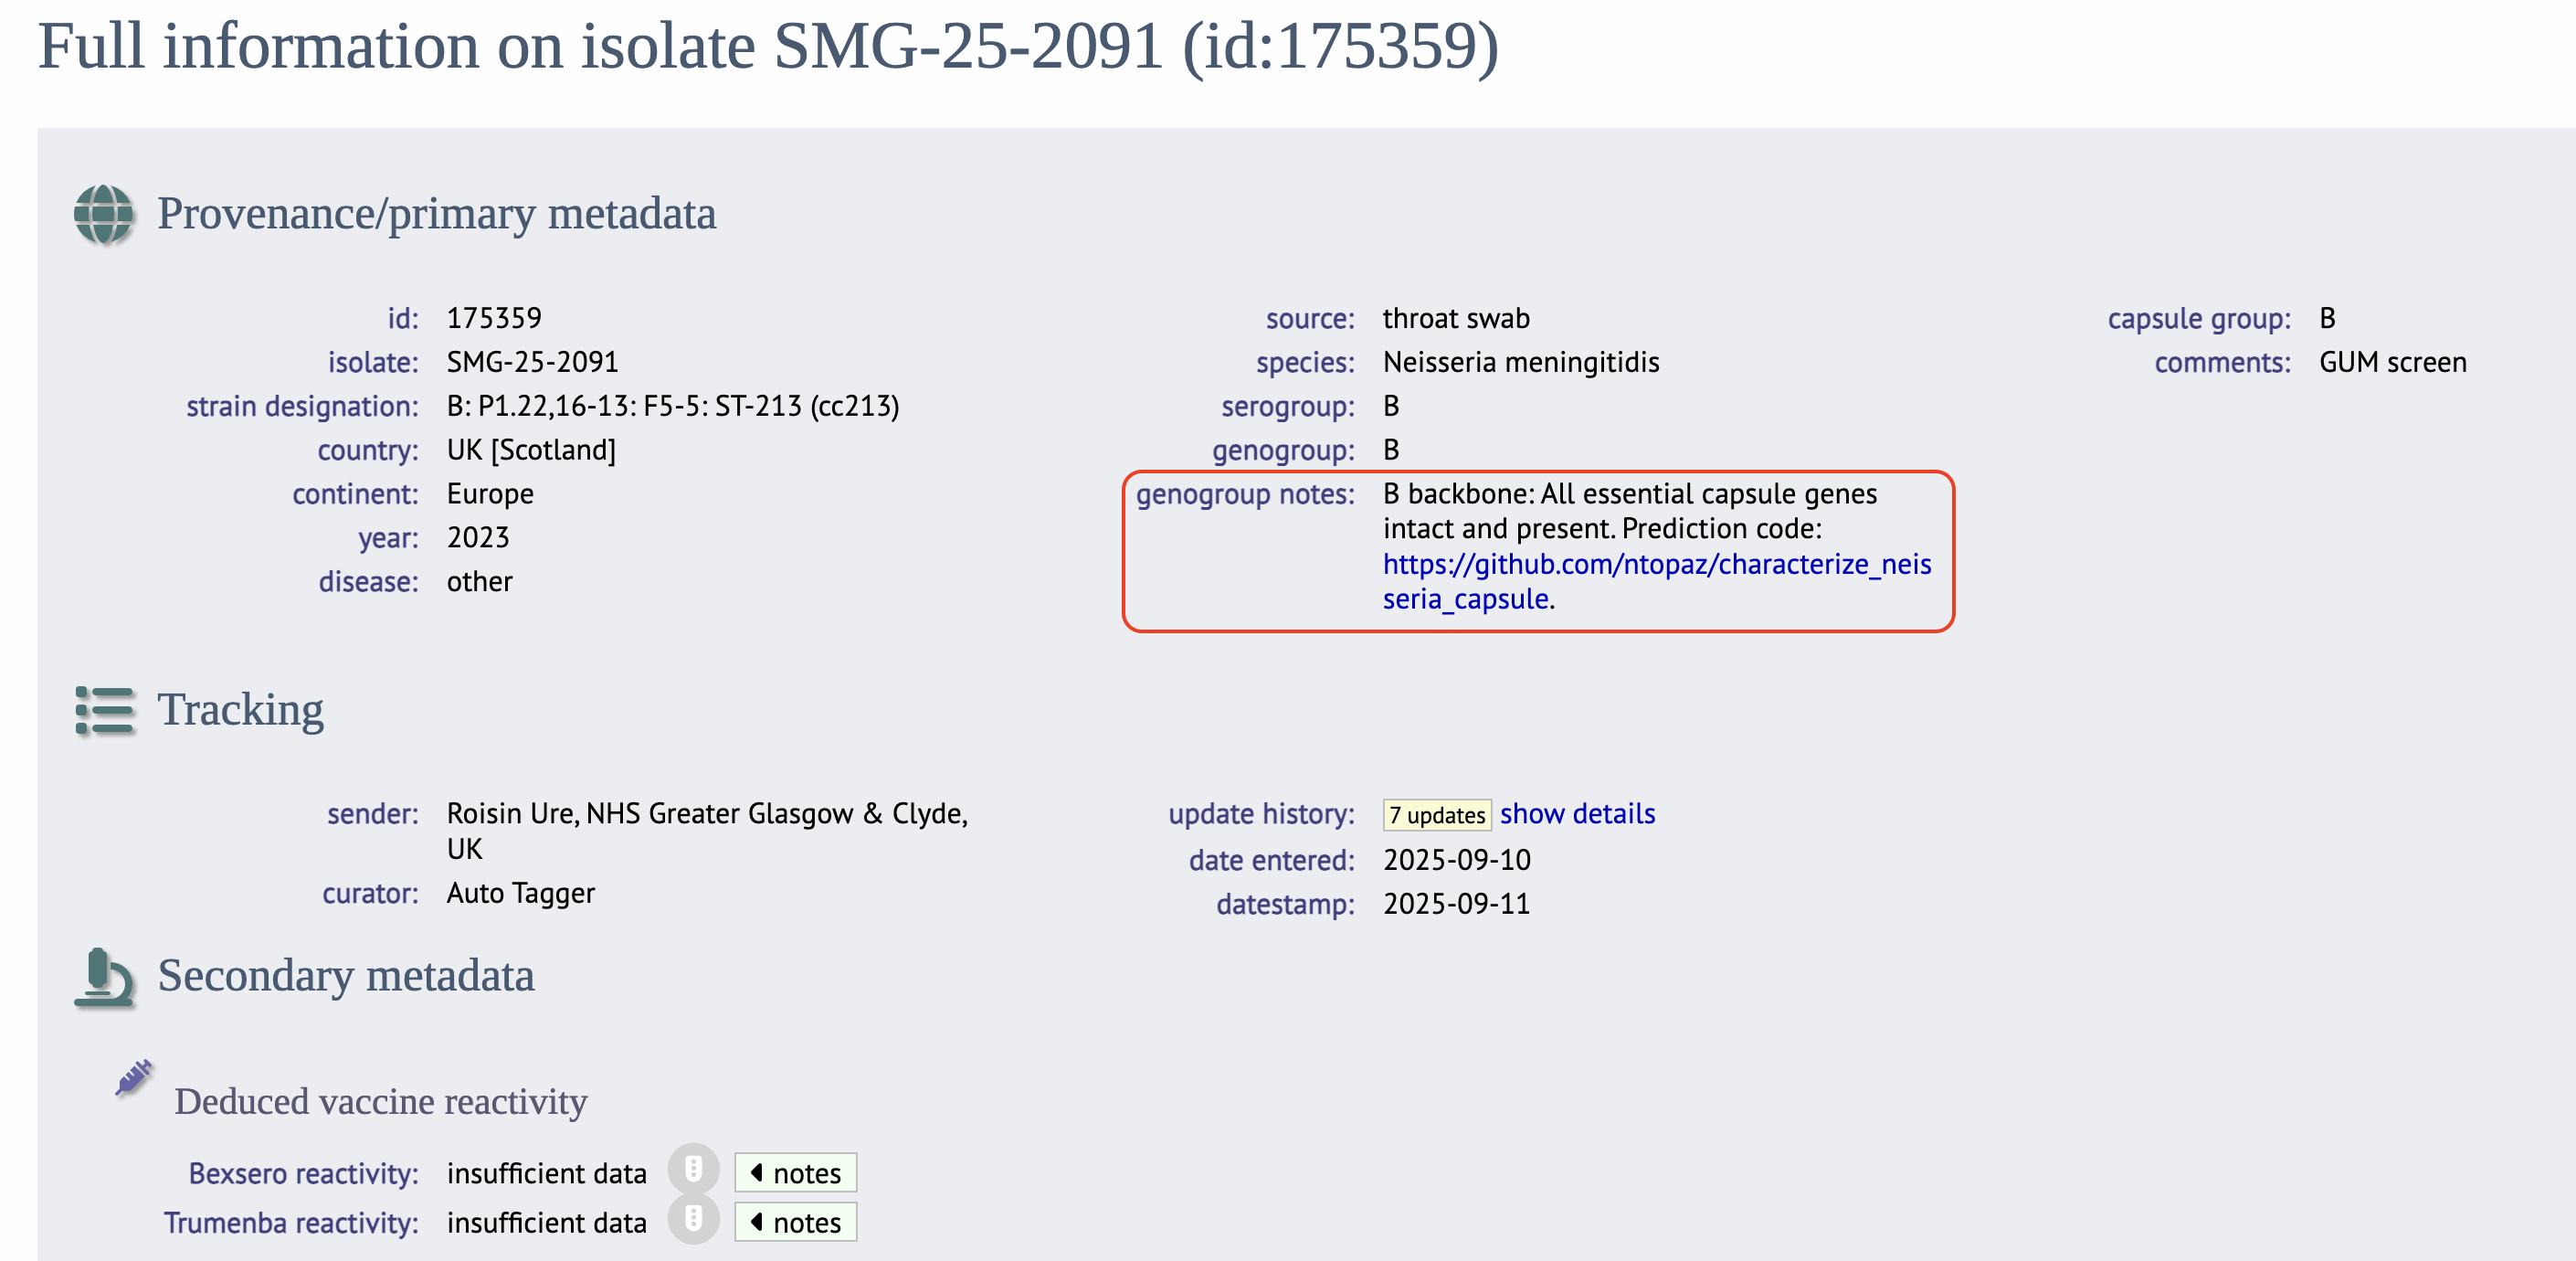 Full information on isolate SMG-25-2091 (id:175359)
Provenance/primary metadata
id: 175359
isolate: SMG-25-2091
strain designation: B: P1.22,16-13: F5-5: ST-213 (cc213)
country: UK [Scotland]
continent: Europe
year: 2023
disease: other
source: throat swab
species: Neisseria meningitidis
serogroup: B
genogroup: B
genogroup notes: B backbone: All essential capsule genes
intact and present. Prediction code:
https://github.com/ntopaz/characterize_neis
seria_capsule.
capsule group: B
comments: GUM screen
Tracking
sender: Roisin Ure, NHS Greater Glasgow & Clyde,
UK
curator: Auto Tagger
update history: 7 updates show details
date entered: 2025-09-10
datestamp: 2025-09-11
Secondary metadata
Deduced vaccine reactivity
Bexsero reactivity: insufficient data notes
Trumenba reactivity: insufficient data notes